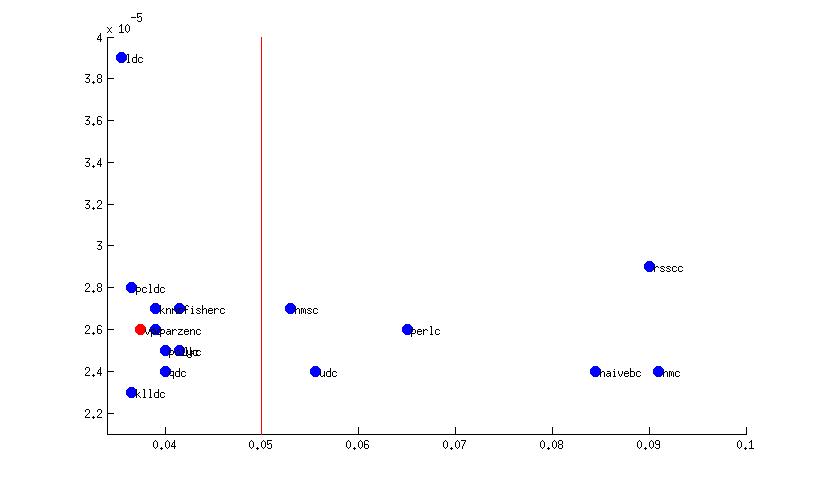 x 10 -5
4
ldc
3.8
3.6
3.4
3.2
3
rsscc
2.8
pcldc
knnc fisherc
nmsc
2.6
parzenc
perlc
2.4
qdc
udc
naivebc
nmc
klldc
2.2
0.04
0.05
0.06
0.07
0.08
0.09
0.1